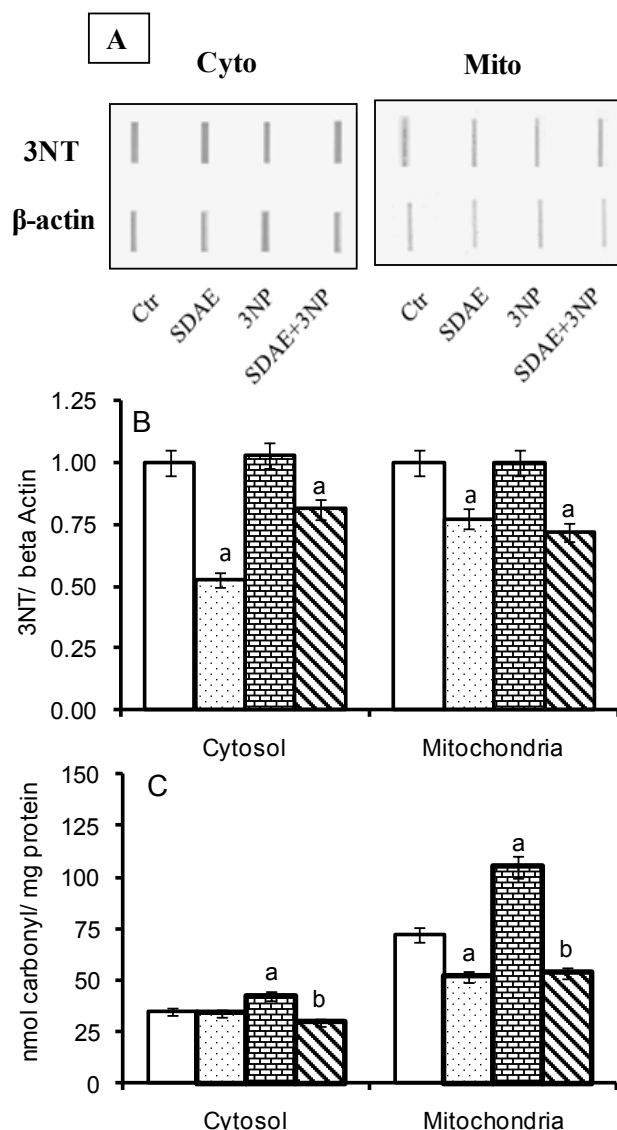 A
Cyto Mito
3NT
β-actin
Ctr SDAE 3NP SDAE+3NP Ctr SDAE 3NP SDAE+3NP
B
3NT/ beta Actin
1.25
1.00
0.75
0.50
0.25
0.00
a a a a
Cytosol Mitochondria
C
nmol carbonyl/ mg protein
150
125
100
75
50
25
0
a b a a b
Cytosol Mitochondria